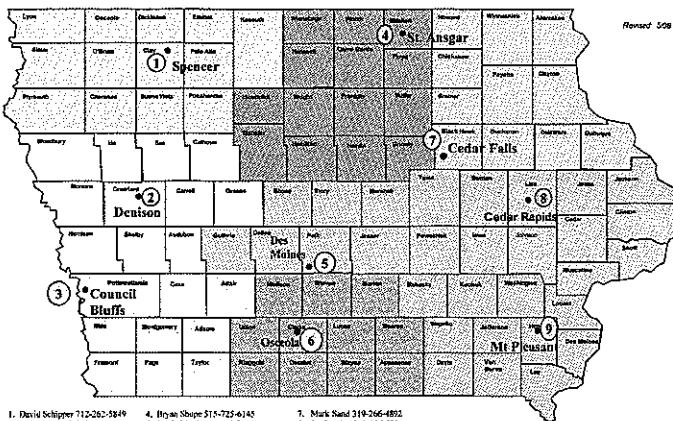 Revised 5/08
Lyon Osceola Dickinson Emmet Kossuth Winnebago Worth Mitchell Howard Winneshiek Allamakee
④ St. Ansgar
Sioux O'Brien Clay Palo Alto Hancock Cerro Gordo Floyd Chickasaw
① Spencer
Fayette Clayton
Plymouth Cherokee Buena Vista Pocahontas Humboldt Wright Franklin Butler Bremer
⑦
Woodbury Ida Sac Calhoun Webster Hamilton Hardin Grundy Black Hawk Buchanan Delaware Dubuque
Cedar Falls
Monona Crawford Carroll Greene Boone Story Marshall Tama Benton Linn Jones Jackson
② ⑧
Denison Cedar Rapids
Clinton
Cedar
Harrison Shelby Audubon Guthrie Dallas Polk Jasper Poweshiek Iowa Johnson Scott
Des
Moines ⑤
Muscatine
③ Council
Bluffs
Pottawattamie Cass Adair Madison Warren Marion Mahaska Keokuk Washington Louisa
Mills Montgomery Adams Union Clarke Lucas Monroe Wapello Jefferson Henry Des Moines
Osceola ⑥ Mt Pleasant ⑨
Fremont Page Taylor Ringgold Decatur Wayne Appanoose Davis Van Buren Lee
1. David Schipper 712-262-5849 4. Bryan Shupe 515-725-6145 7. Mark Sand 319-266-4892